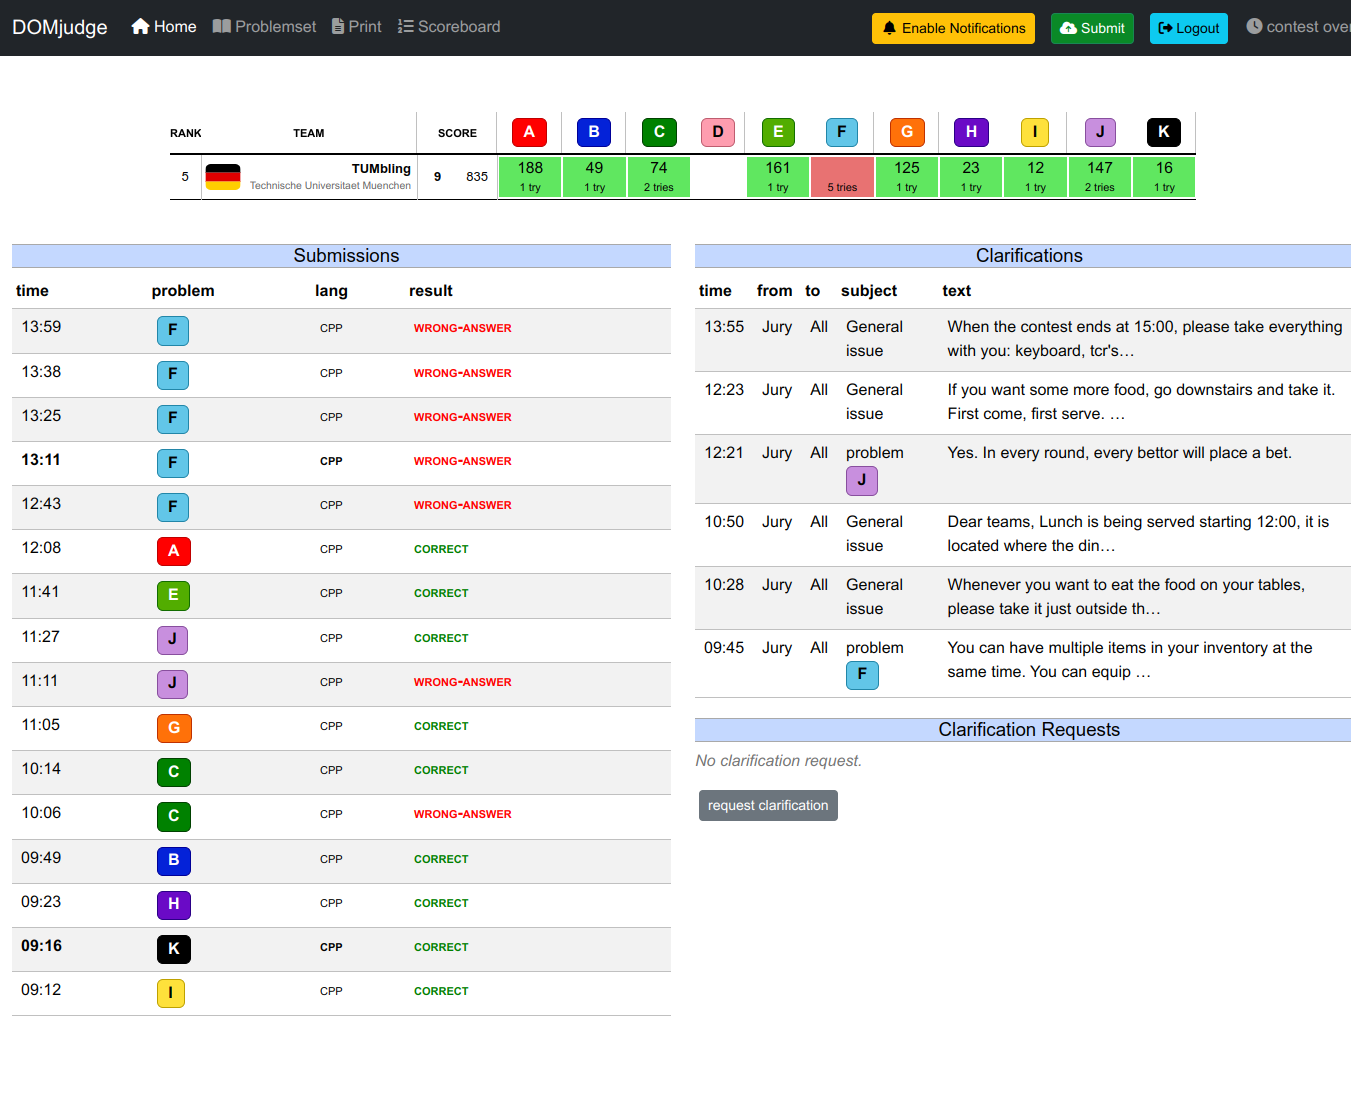 DOMjudge Home Problemset Print Scoreboard Enable Notifications Submit Logout contest over
RANK TEAM SCORE A B C D E F G H I J K
5 TUMbling 9 835 188 49 74 161 125 23 12 147 16
Technische Universitaet Muenchen 1 try 1 try 2 tries 1 try 5 tries 1 try 1 try 1 try 2 tries 1 try
Submissions
time problem lang result
13:59 F CPP WRONG-ANSWER
13:38 F CPP WRONG-ANSWER
13:25 F CPP WRONG-ANSWER
13:11 F CPP WRONG-ANSWER
12:43 F CPP WRONG-ANSWER
12:08 A CPP CORRECT
11:41 E CPP CORRECT
11:27 J CPP CORRECT
11:11 J CPP WRONG-ANSWER
11:05 G CPP CORRECT
10:14 C CPP CORRECT
10:06 C CPP WRONG-ANSWER
09:49 B CPP CORRECT
09:23 H CPP CORRECT
09:16 K CPP CORRECT
09:12 I CPP CORRECT
Clarifications
time from to subject text
13:55 Jury All General When the contest ends at 15:00, please take everything
issue with you: keyboard, tcr's…
12:23 Jury All General If you want some more food, go downstairs and take it.
issue First come, first serve. …
12:21 Jury All problem Yes. In every round, every bettor will place a bet.
J
10:50 Jury All General Dear teams, Lunch is being served starting 12:00, it is
issue located where the din…
10:28 Jury All General Whenever you want to eat the food on your tables,
issue please take it just outside th…
09:45 Jury All problem You can have multiple items in your inventory at the
F same time. You can equip …
Clarification Requests
No clarification request.
request clarification